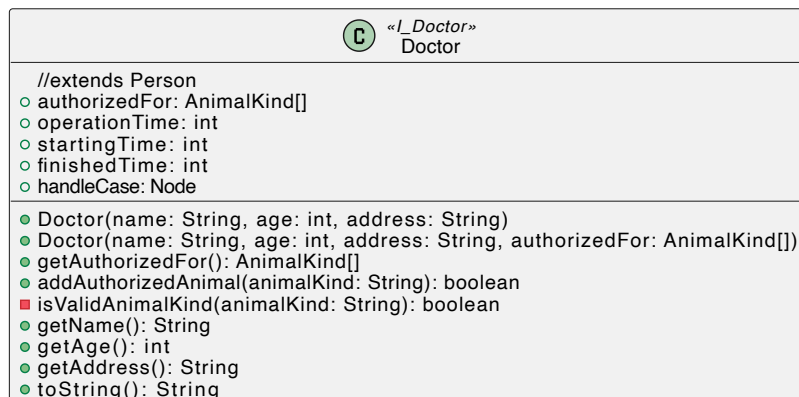 C «I_Doctor»
Doctor
//extends Person
authorizedFor: AnimalKind[]
operationTime: int
startingTime: int
finishedTime: int
handleCase: Node
Doctor(name: String, age: int, address: String)
Doctor(name: String, age: int, address: String, authorizedFor: AnimalKind[])
getAuthorizedFor(): AnimalKind[]
addAuthorizedAnimal(animalKind: String): boolean
isValidAnimalKind(animalKind: String): boolean
getName(): String
getAge(): int
getAddress(): String
toString(): String